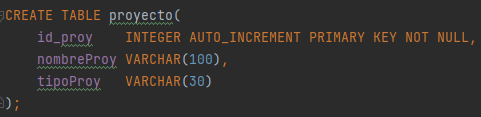 CREATE TABLE proyecto(
    id_proy    INTEGER AUTO_INCREMENT PRIMARY KEY NOT NULL,
    nombreProy VARCHAR(100),
    tipoProy   VARCHAR(30)
);